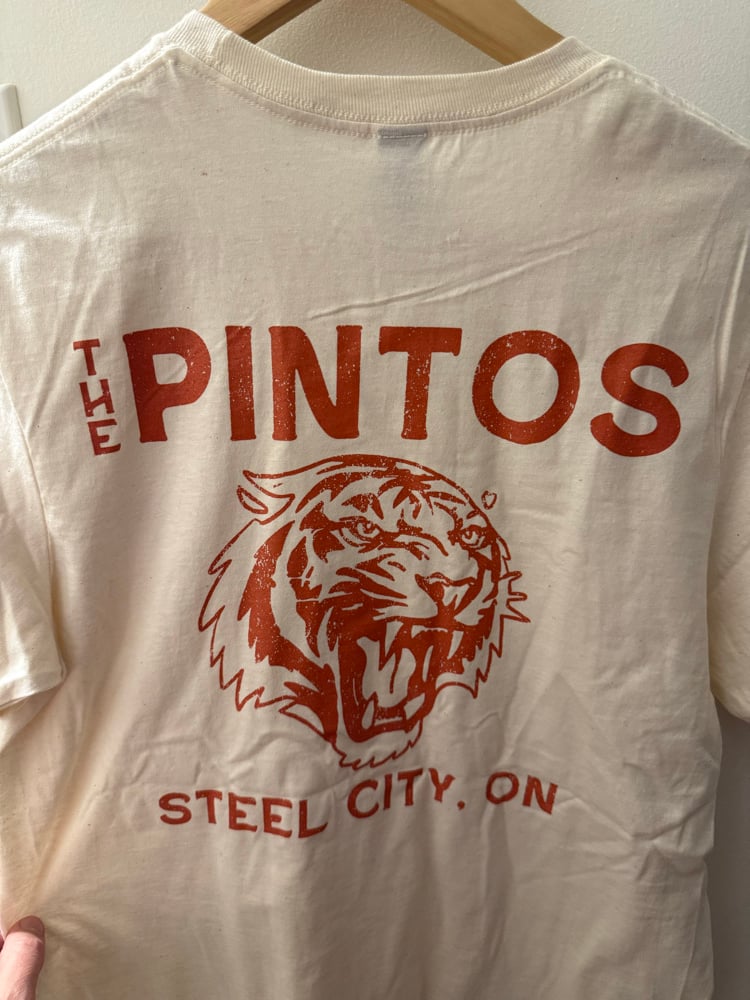 THE PINTOS
STEEL CITY, ON